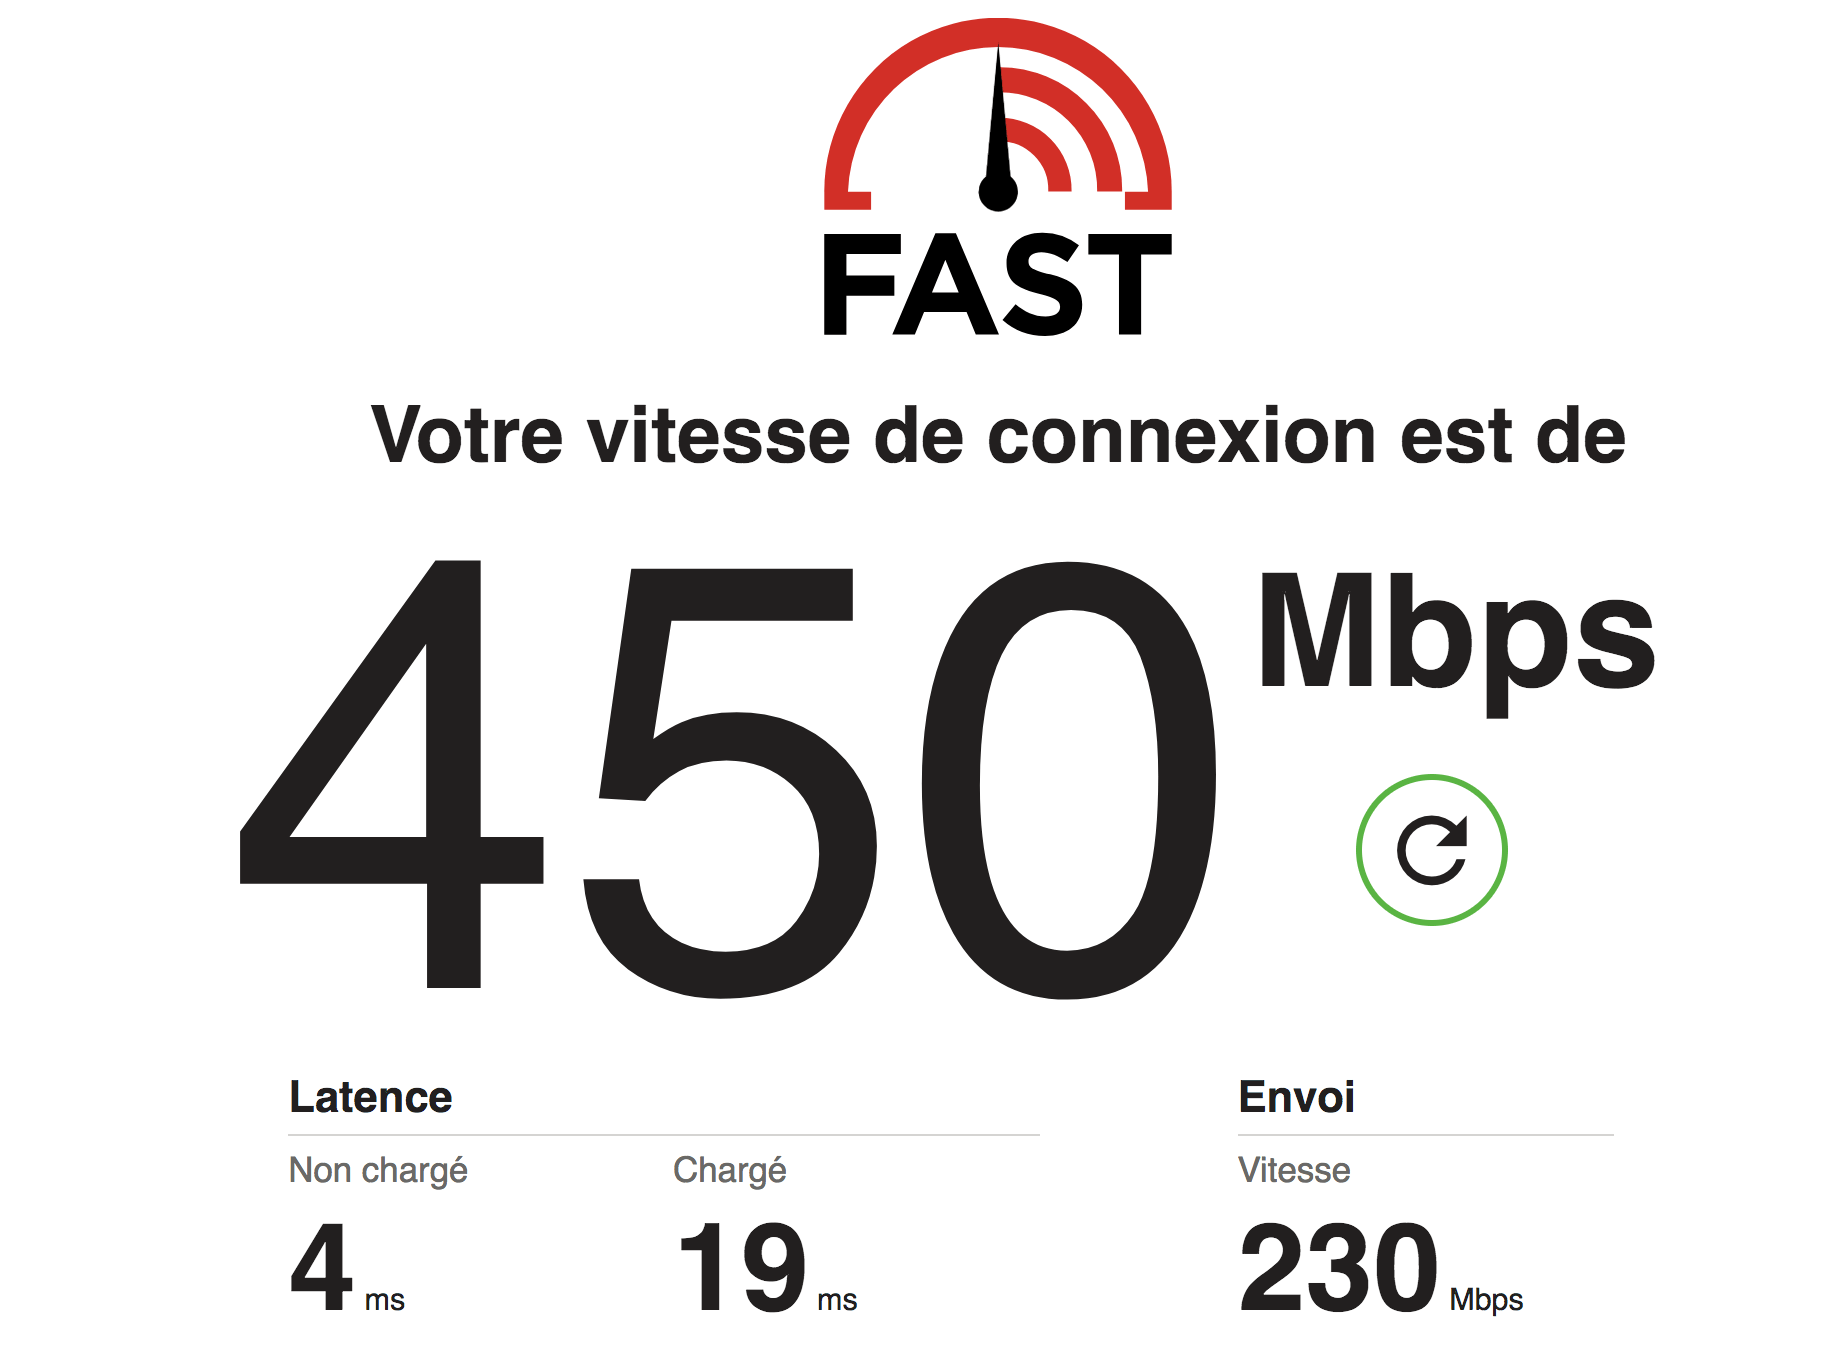 FAST
Votre vitesse de connexion est de
450 Mbps
Latence
Non chargé
Chargé
4 ms
19 ms
Envoi
Vitesse
230 Mbps